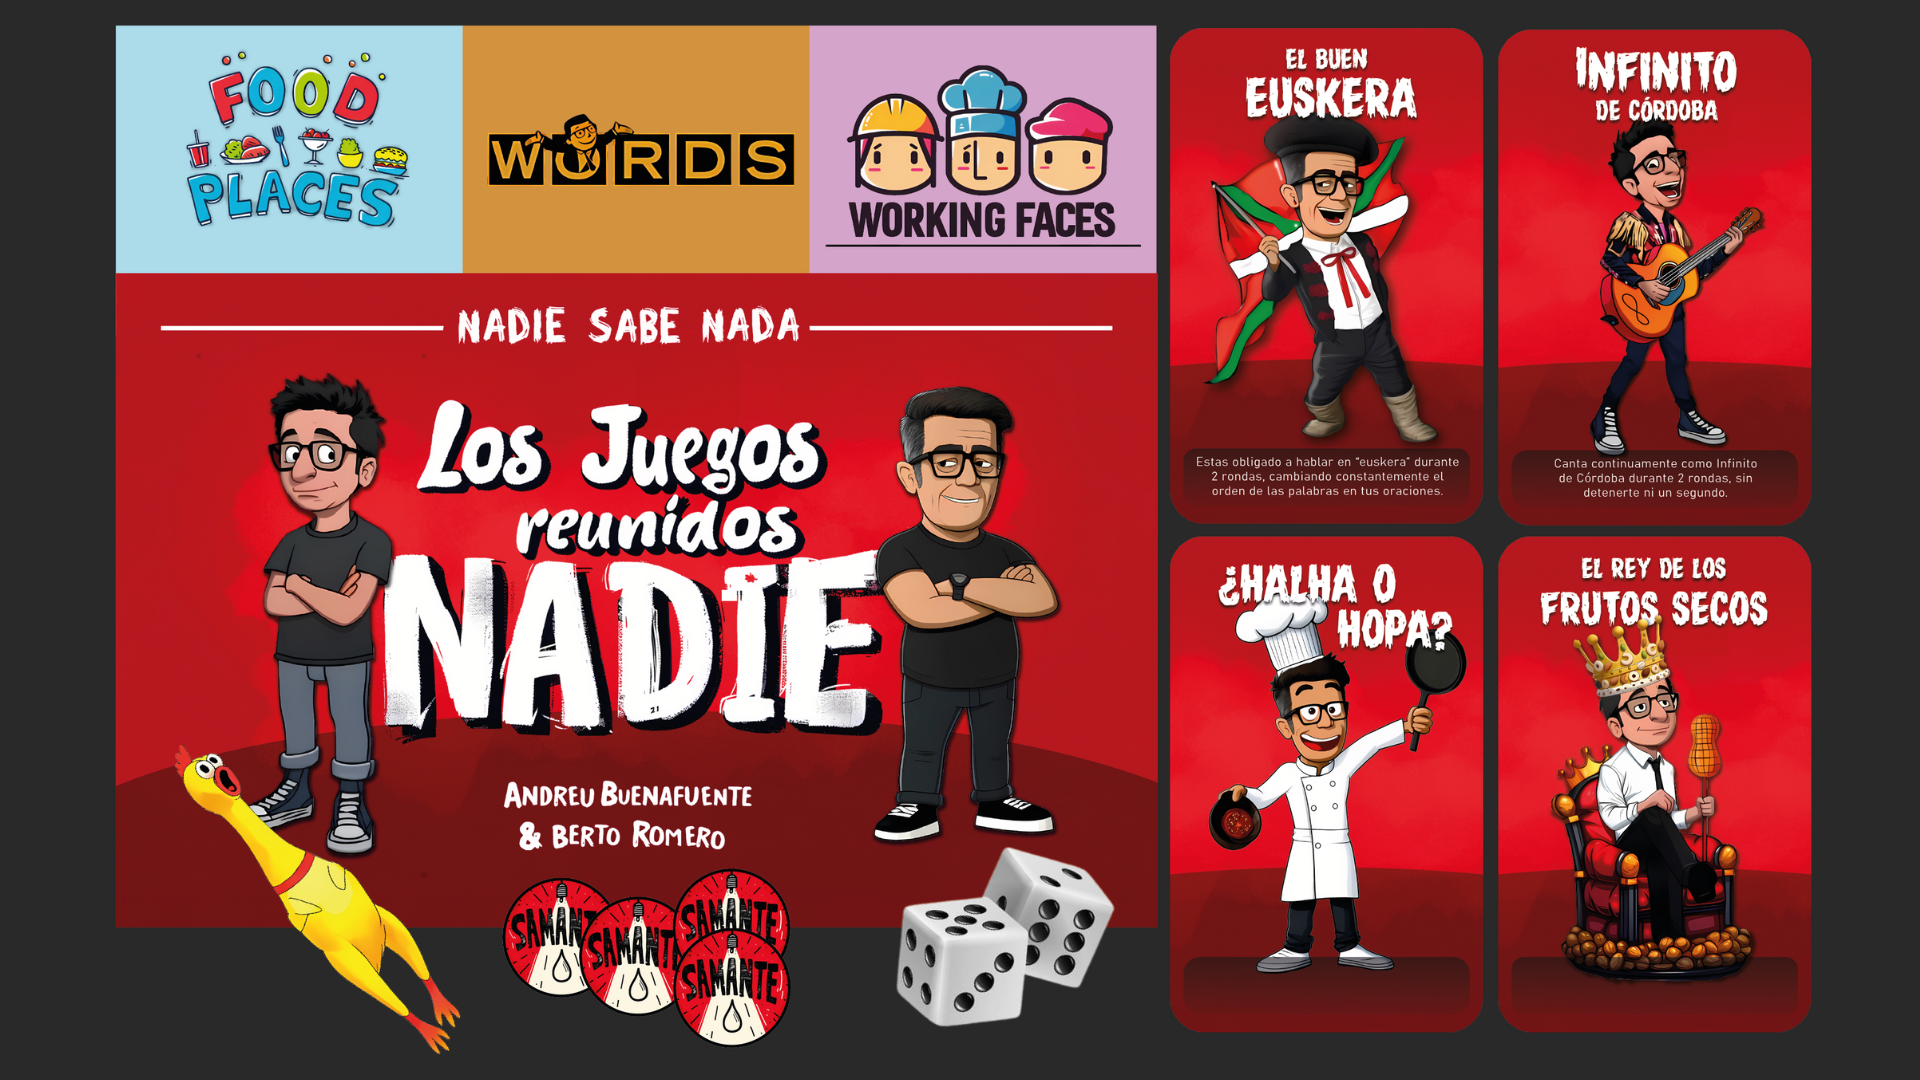 FOOD
PLACES
WORDS
WORKING FACES
NADIE SABE NADA
Los Juegos
reunidos
NADIE
21
ANDREU BUENAFUENTE
& BERTO ROMERO
SAMANT
SAMANT
SAMANTE
SAMANTE
EL BUEN
EUSKERA
Estas obligado a hablar en "euskera" durante
2 rondas, cambiando constantemente el
orden de las palabras en tus oraciones.
INFINITO
DE CÓRDOBA
Canta continuamente como Infinito
de Córdoba durante 2 rondas, sin
detenerte ni un segundo.
¿HALHA O
HOPA?
EL REY DE LOS
FRUTOS SECOS